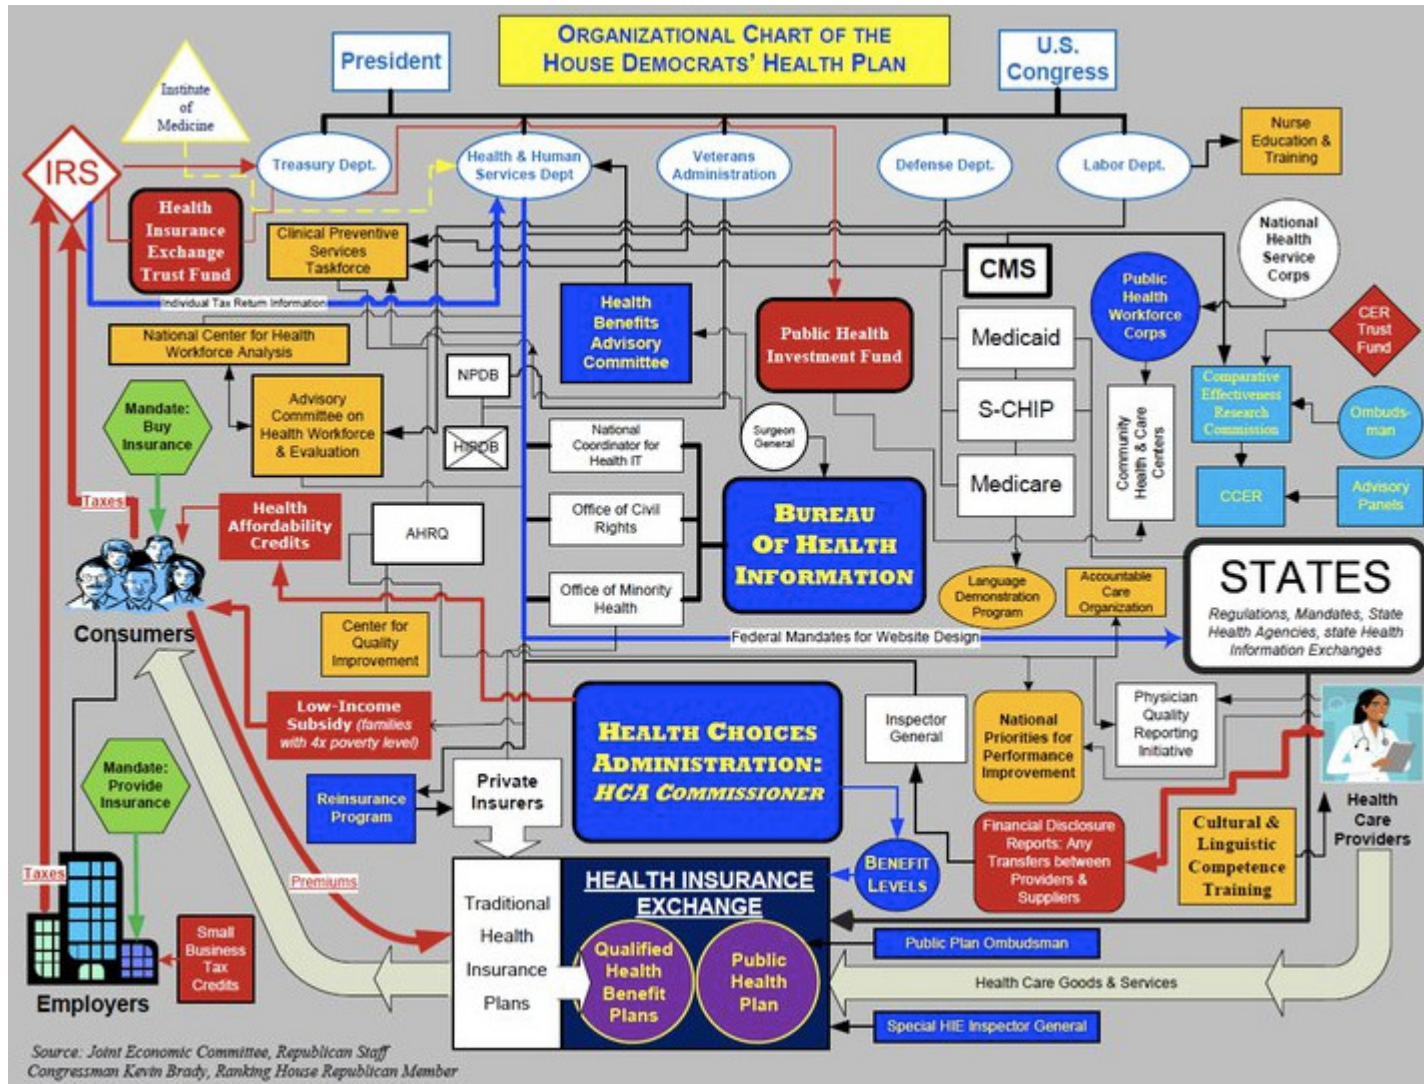 ORGANIZATIONAL CHART OF THE
HOUSE DEMOCRATS' HEALTH PLAN
President
U.S.
Congress
Institute
of
Medicine
IRS
Treasury Dept.
Health & Human
Services Dept
Veterans
Administration
Defense Dept.
Labor Dept.
Nurse
Education &
Training
Health
Insurance
Exchange
Trust Fund
Clinical Preventive
Services
Taskforce
National
Health
Service
Corps
CMS
Public
Health
Workforce
Corps
Individual Tax Return Information
Health
Benefits
Advisory
Committee
Public Health
Investment Fund
CER
Trust
Fund
National Center for Health
Workforce Analysis
Medicaid
NPDB
Comparative
Effectiveness
Research
Commission
Ombuds-
man
Mandate:
Buy
Insurance
Advisory
Committee on
Health Workforce
& Evaluation
S-CHIP
Surgeon
General
National
Coordinator for
Health IT
HIPDB
Community
Health & Care
Centers
Medicare
CCER
Advisory
Panels
Taxes
Health
Affordability
Credits
AHRQ
Office of Civil
Rights
BUREAU
OF HEALTH
INFORMATION
Office of Minority
Health
Language
Demonstration
Program
Accountable
Care
Organization
STATES
Regulations, Mandates, State
Health Agencies, state Health
Information Exchanges
Consumers
Center for
Quality
Improvement
Federal Mandates for Website Design
Low-Income
Subsidy (families
with 4x poverty level)
HEALTH CHOICES
ADMINISTRATION:
HCA COMMISSIONER
Inspector
General
National
Priorities for
Performance
Improvement
Physician
Quality
Reporting
Initiative
Mandate:
Provide
Insurance
Reinsurance
Program
Private
Insurers
Health
Care
Providers
Financial Disclosure
Reports: Any
Transfers between
Providers &
Suppliers
Cultural &
Linguistic
Competence
Training
BENEFIT
LEVELS
Taxes
Premiums
Traditional
Health
Insurance
Plans
HEALTH INSURANCE
EXCHANGE
Qualified
Health
Benefit
Plans
Public
Health
Plan
Public Plan Ombudsman
Health Care Goods & Services
Special HIE Inspector General
Small
Business
Tax
Credits
Employers
Source: Joint Economic Committee, Republican Staff
Congressman Kevin Brady, Ranking House Republican Member